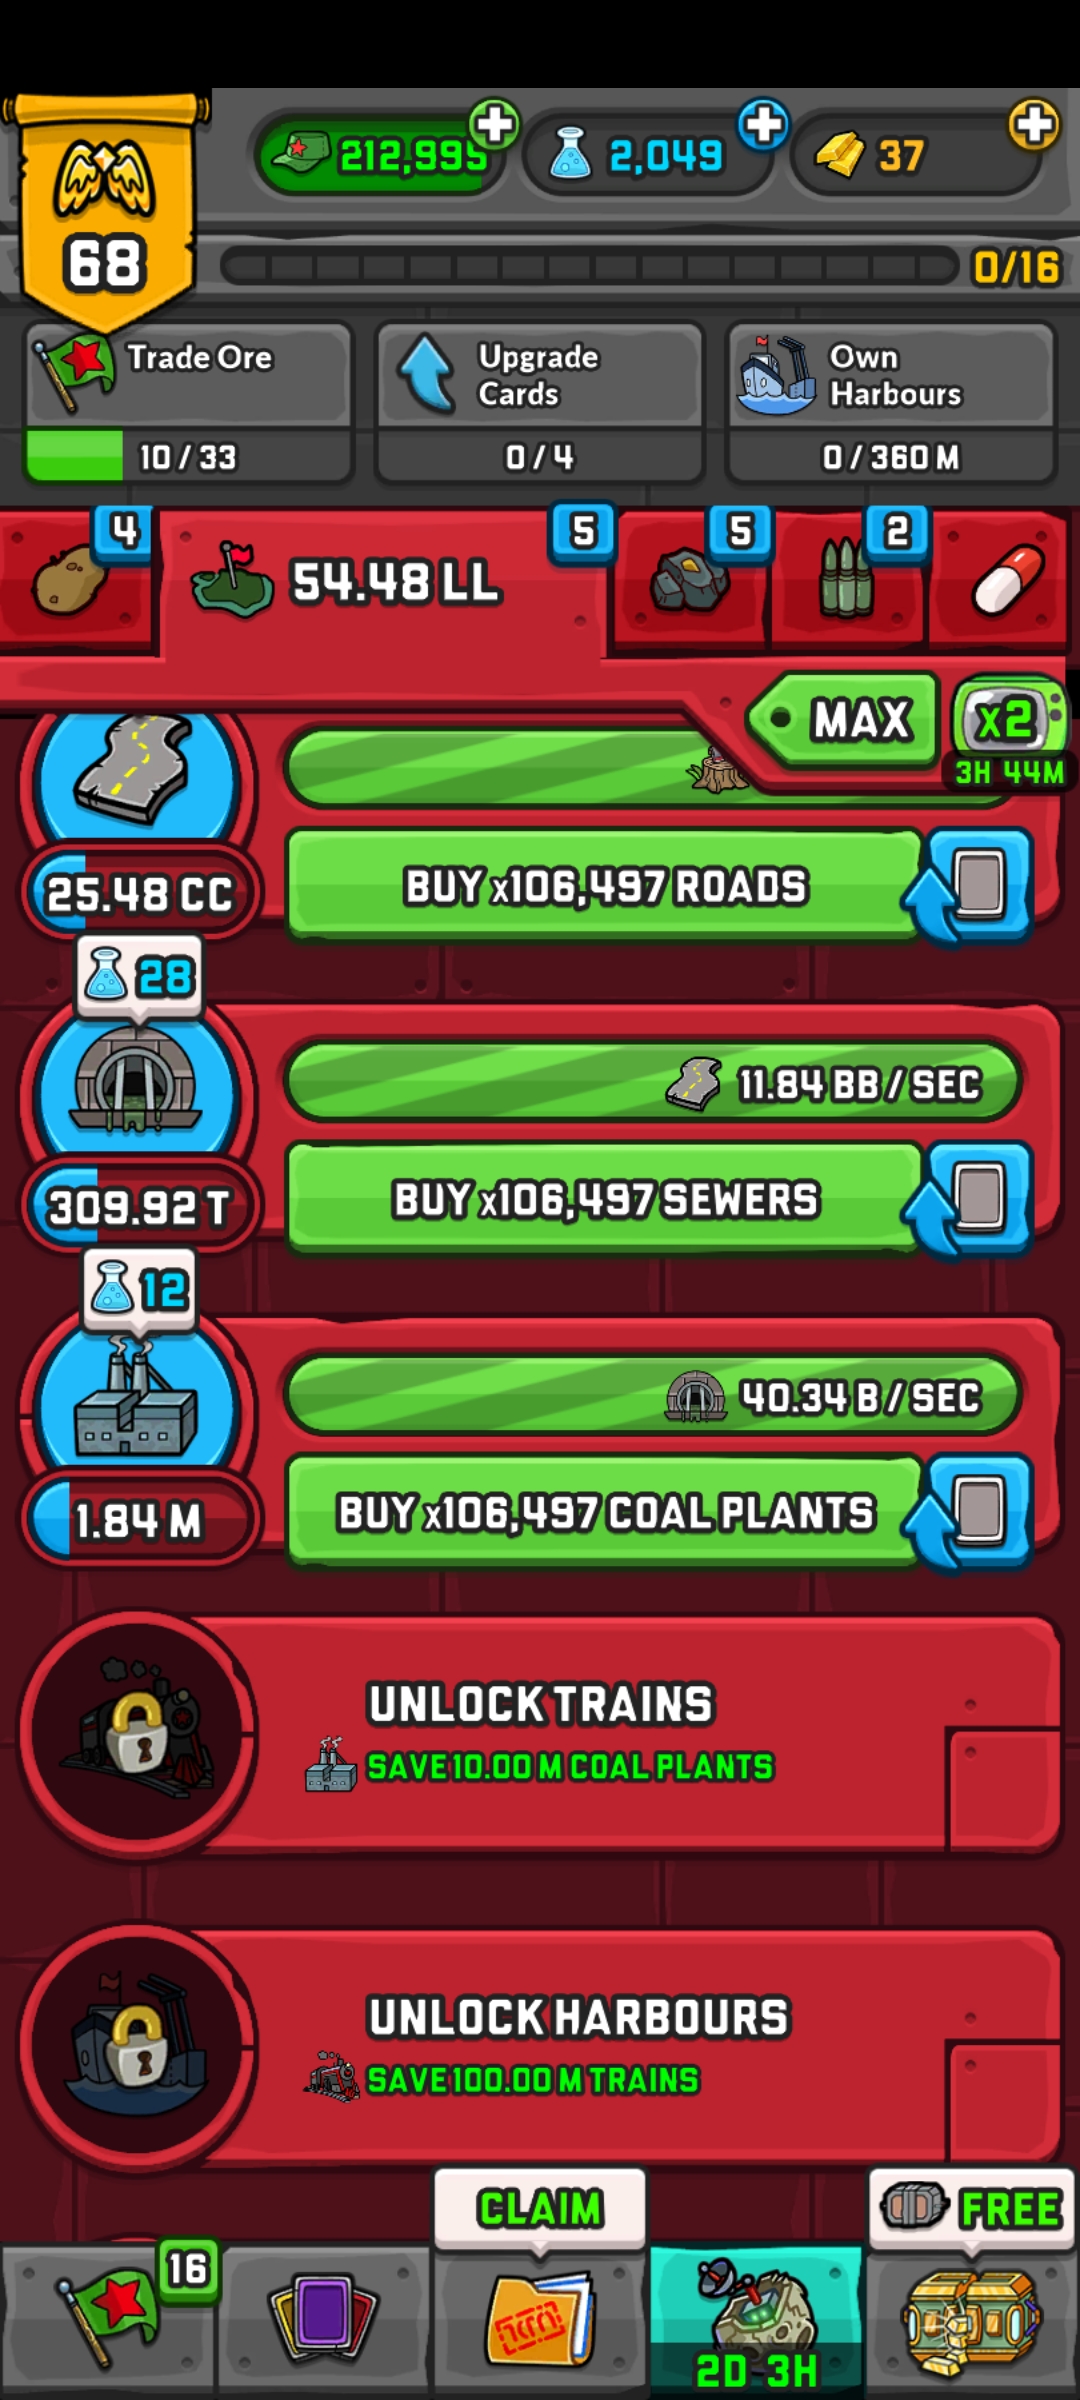 212,995
2,049
37
68
0/16
Trade Ore
10 / 33
Upgrade
Cards
0 / 4
Own
Harbours
0 / 360 M
4
54.48 LL
5
5
2
MAX
x2
3H 44M
25.48 CC
BUY x106,497 ROADS
28
11.84 BB / SEC
309.92 T
BUY x106,497 SEWERS
12
40.34 B / SEC
1.84 M
BUY x106,497 COAL PLANTS
UNLOCK TRAINS
SAVE 10.00 M COAL PLANTS
UNLOCK HARBOURS
SAVE 100.00 M TRAINS
CLAIM
FREE
16
2D 3H